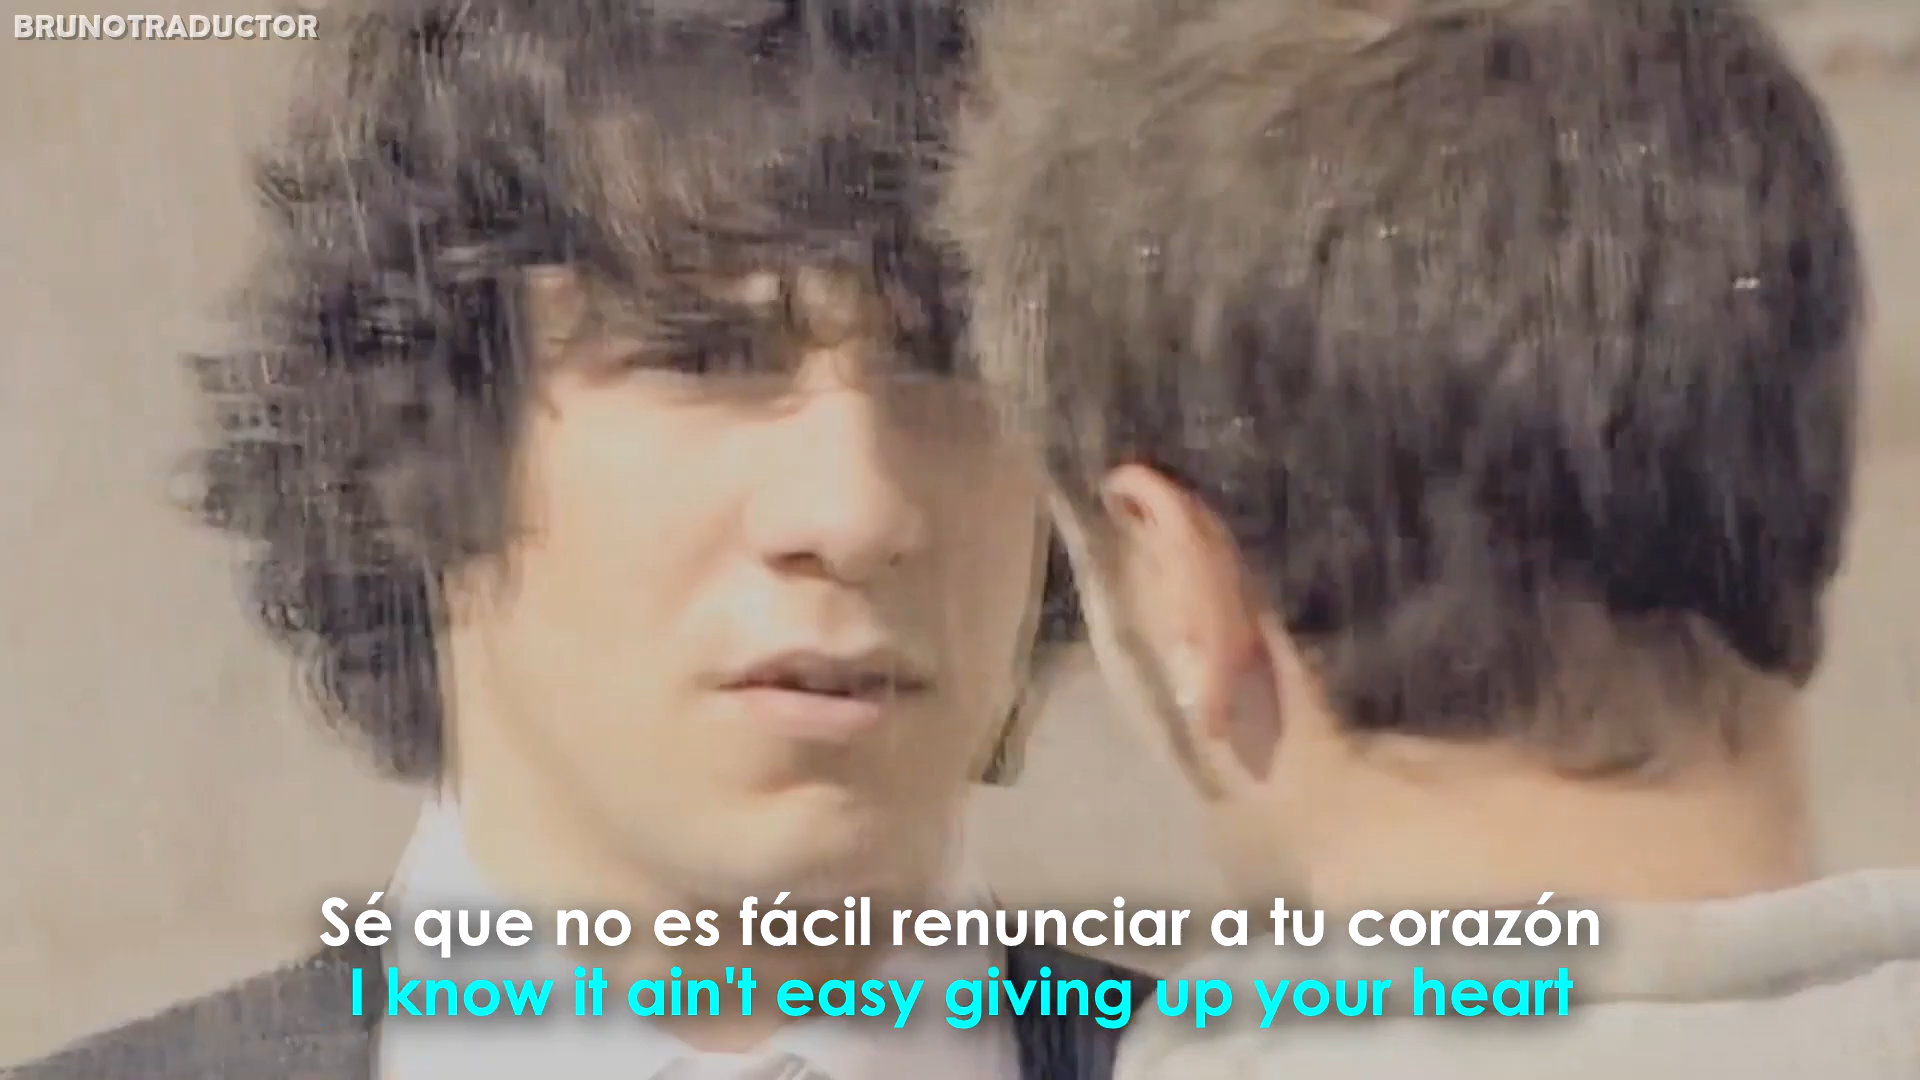 BRUNOTRADUCTOR
Sé que no es fácil renunciar a tu corazón
I know it ain't easy giving up your heart